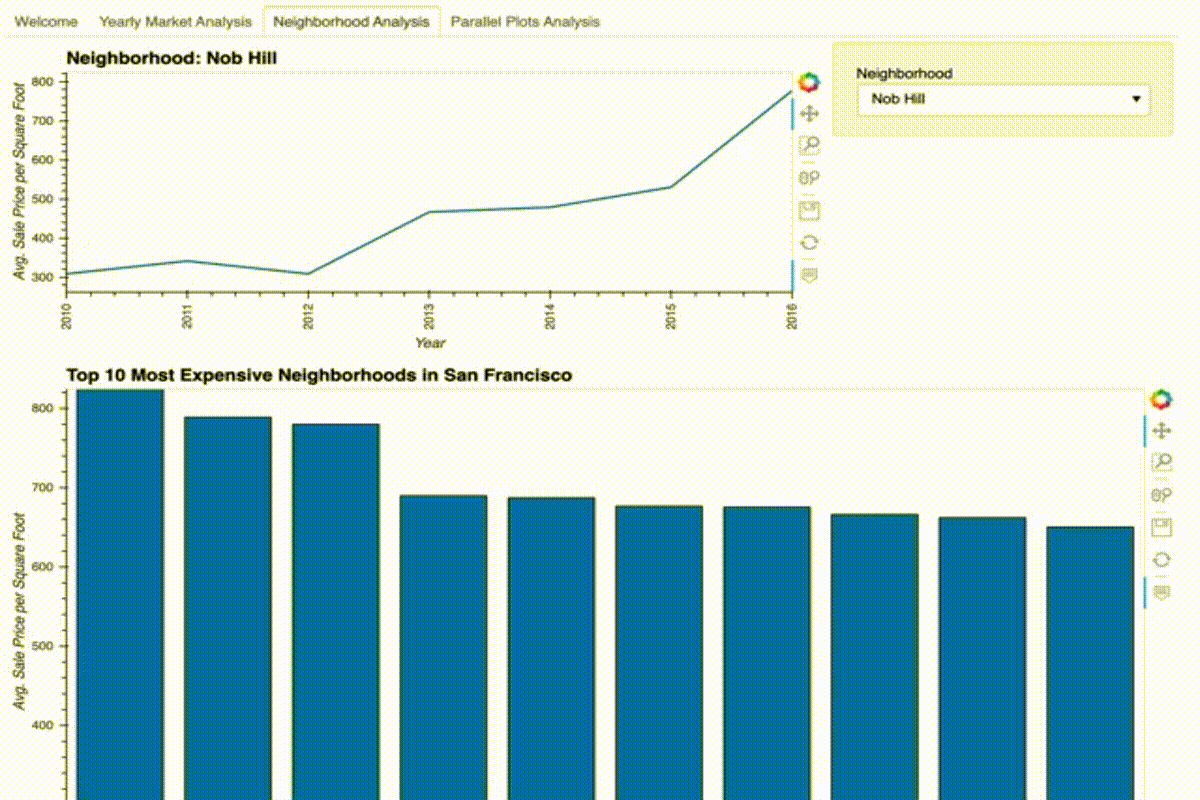 Welcome Yearly Market Analysis Neighborhood Analysis Parallel Plots Analysis
Neighborhood: Nob Hill
Neighborhood
Nob Hill
Avg. Sale Price per Square Foot
800
700
600
500
400
300
2010 2011 2012 2013 2014 2015 2016
Year
Top 10 Most Expensive Neighborhoods in San Francisco
Avg. Sale Price per Square Foot
800
700
600
500
400